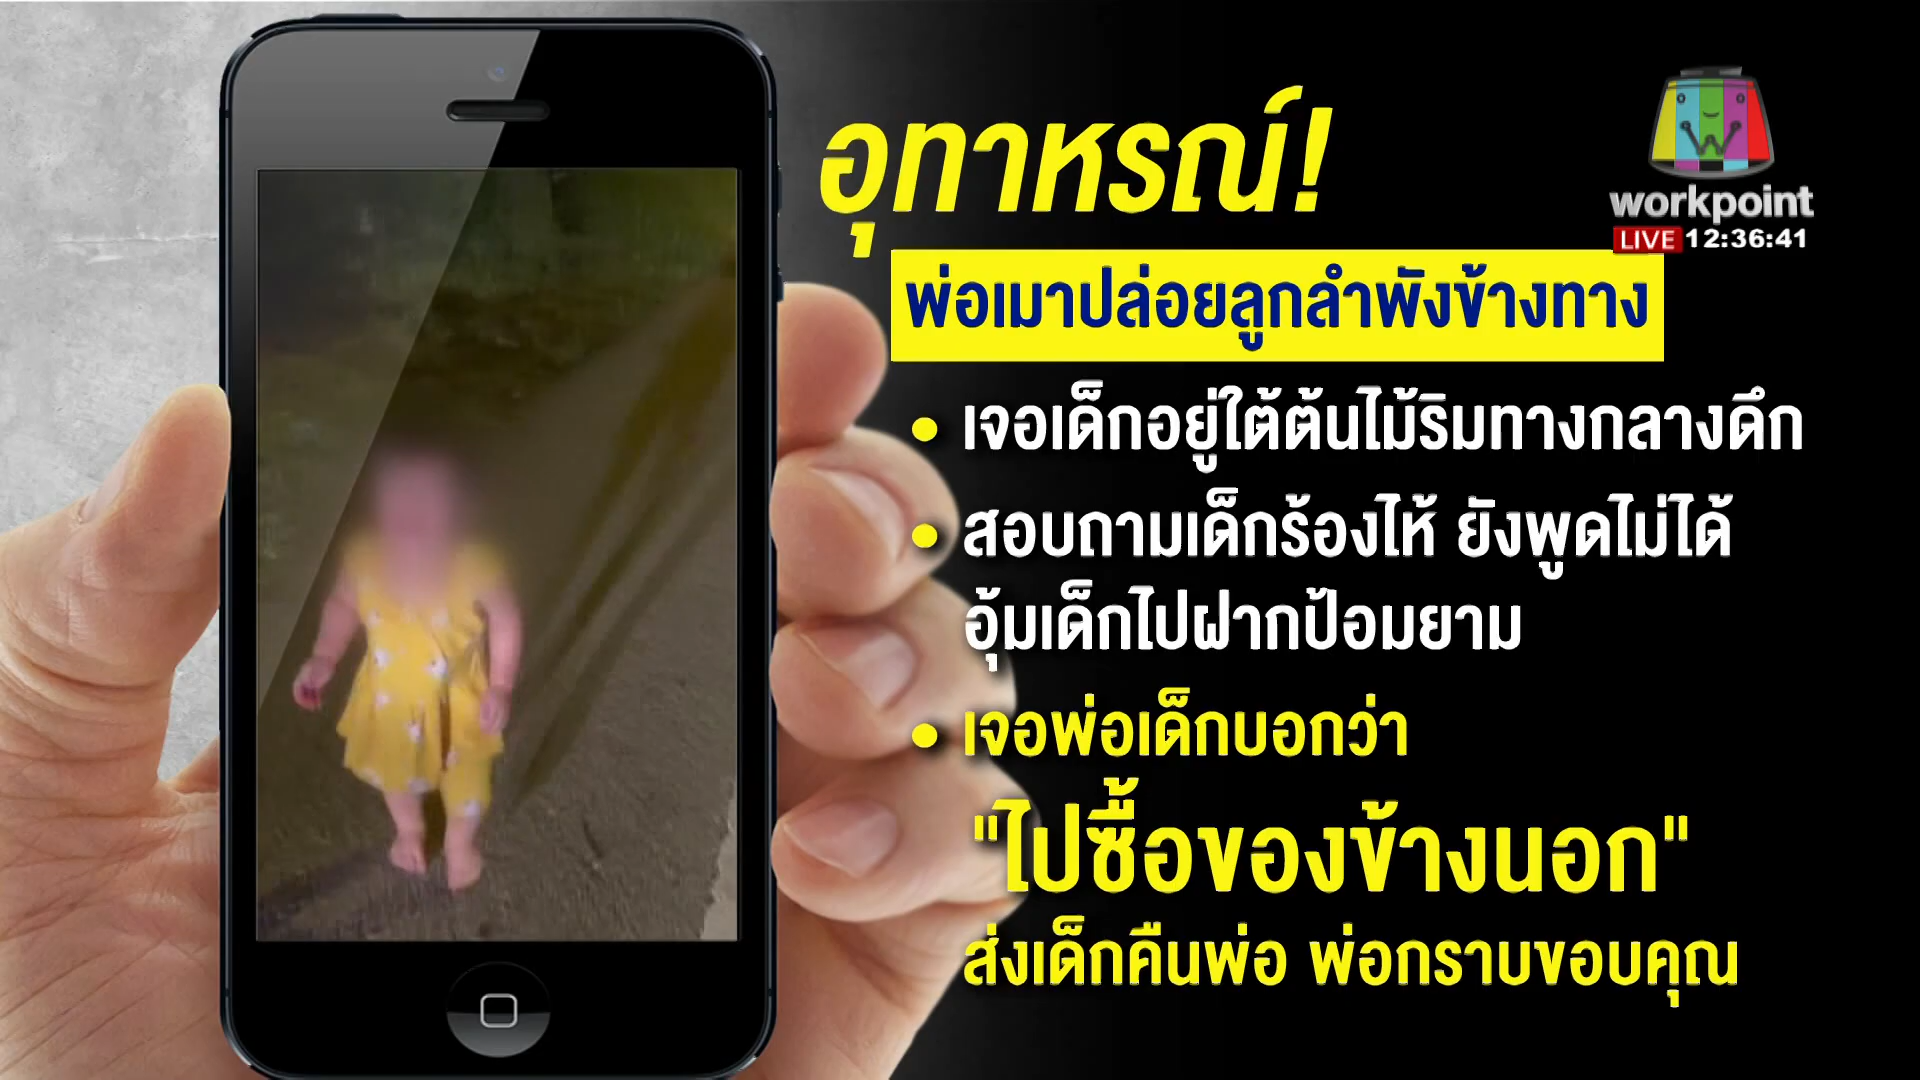 อุทาหรณ์!
workpoint
LIVE 12:36:41
พ่อเมาปล่อยลูกลำพังข้างทาง
• เจอเด็กอยู่ใต้ต้นไม้ริมทางกลางดึก
• สอบถามเด็กร้องไห้ ยังพูดไม่ได้
อุ้มเด็กไปฝากป้อมยาม
• เจอพ่อเด็กบอกว่า
"ไปซื้อของข้างนอก"
ส่งเด็กคืนพ่อ พ่อกราบขอบคุณ